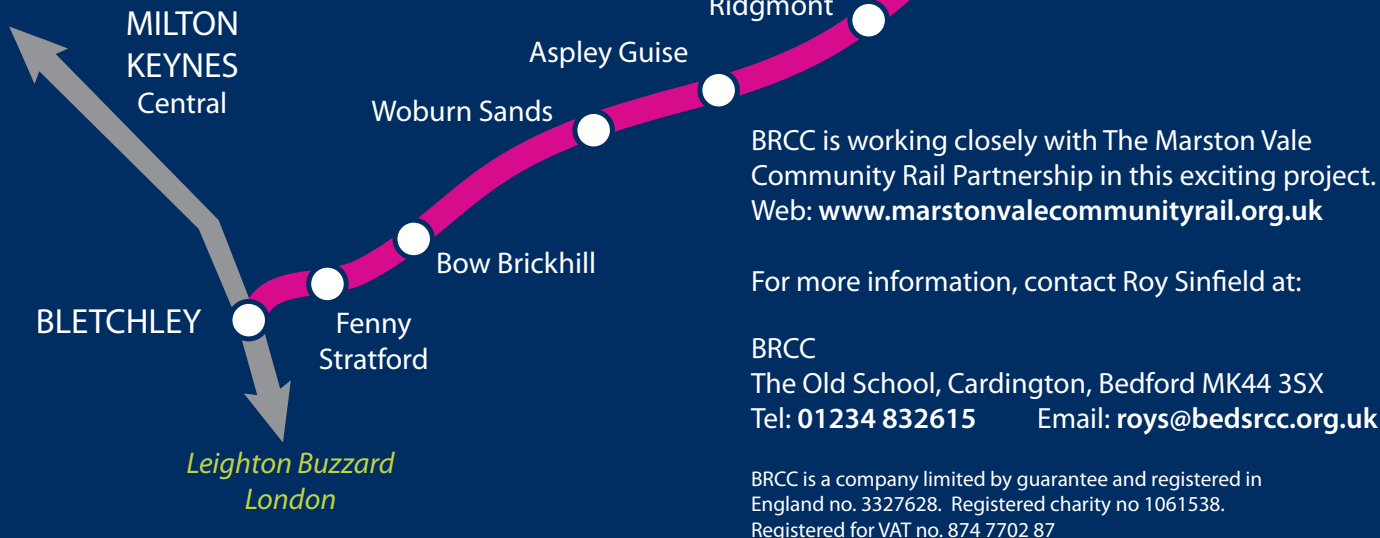 Ridgmont
MILTON
KEYNES
Central
Aspley Guise
Woburn Sands
Bow Brickhill
BLETCHLEY
Fenny
Stratford
Leighton Buzzard
London
BRCC is working closely with The Marston Vale
Community Rail Partnership in this exciting project.
Web: www.marstonvalecommunityrail.org.uk
For more information, contact Roy Sinfield at:
BRCC
The Old School, Cardington, Bedford MK44 3SX
Tel: 01234 832615 Email: roys@bedsrcc.org.uk
BRCC is a company limited by guarantee and registered in
England no. 3327628. Registered charity no 1061538.
Registered for VAT no. 874 7702 87